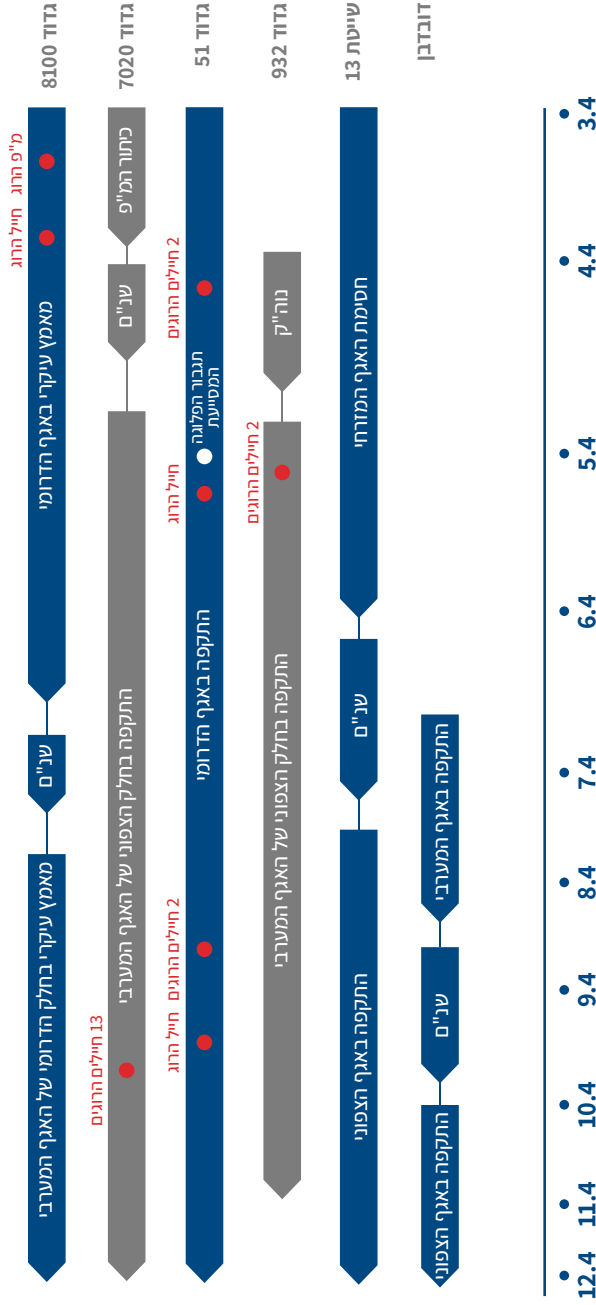 גדוד 8100
מ"פ הרוג
חייל הרוג
מאמץ עיקרי באגף הדרומי
שנ"ם
מאמץ עיקרי בחלק הדרומי של האגף המערבי
גדוד 7020
כיתור המ"פ
שנ"ם
התקפה בחלק הצפוני של האגף המערבי
13 חיילים הרוגים
גדוד 51
2 חיילים הרוגים
תגבור הפלוגה
המסייעת
חייל הרוג
התקפה באגף הדרומי
2 חיילים הרוגים
חייל הרוג
גדוד 932
נוה"ק
2 חיילים הרוגים
התקפה בחלק הצפוני של האגף המערבי
שייטת 13
חסימת האגף המזרחי
שנ"ם
התקפה באגף הצפוני
דובדבן
התקפה באגף המערבי
שנ"ם
התקפה באגף הצפוני
3.4
4.4
5.4
6.4
7.4
8.4
9.4
10.4
11.4
12.4